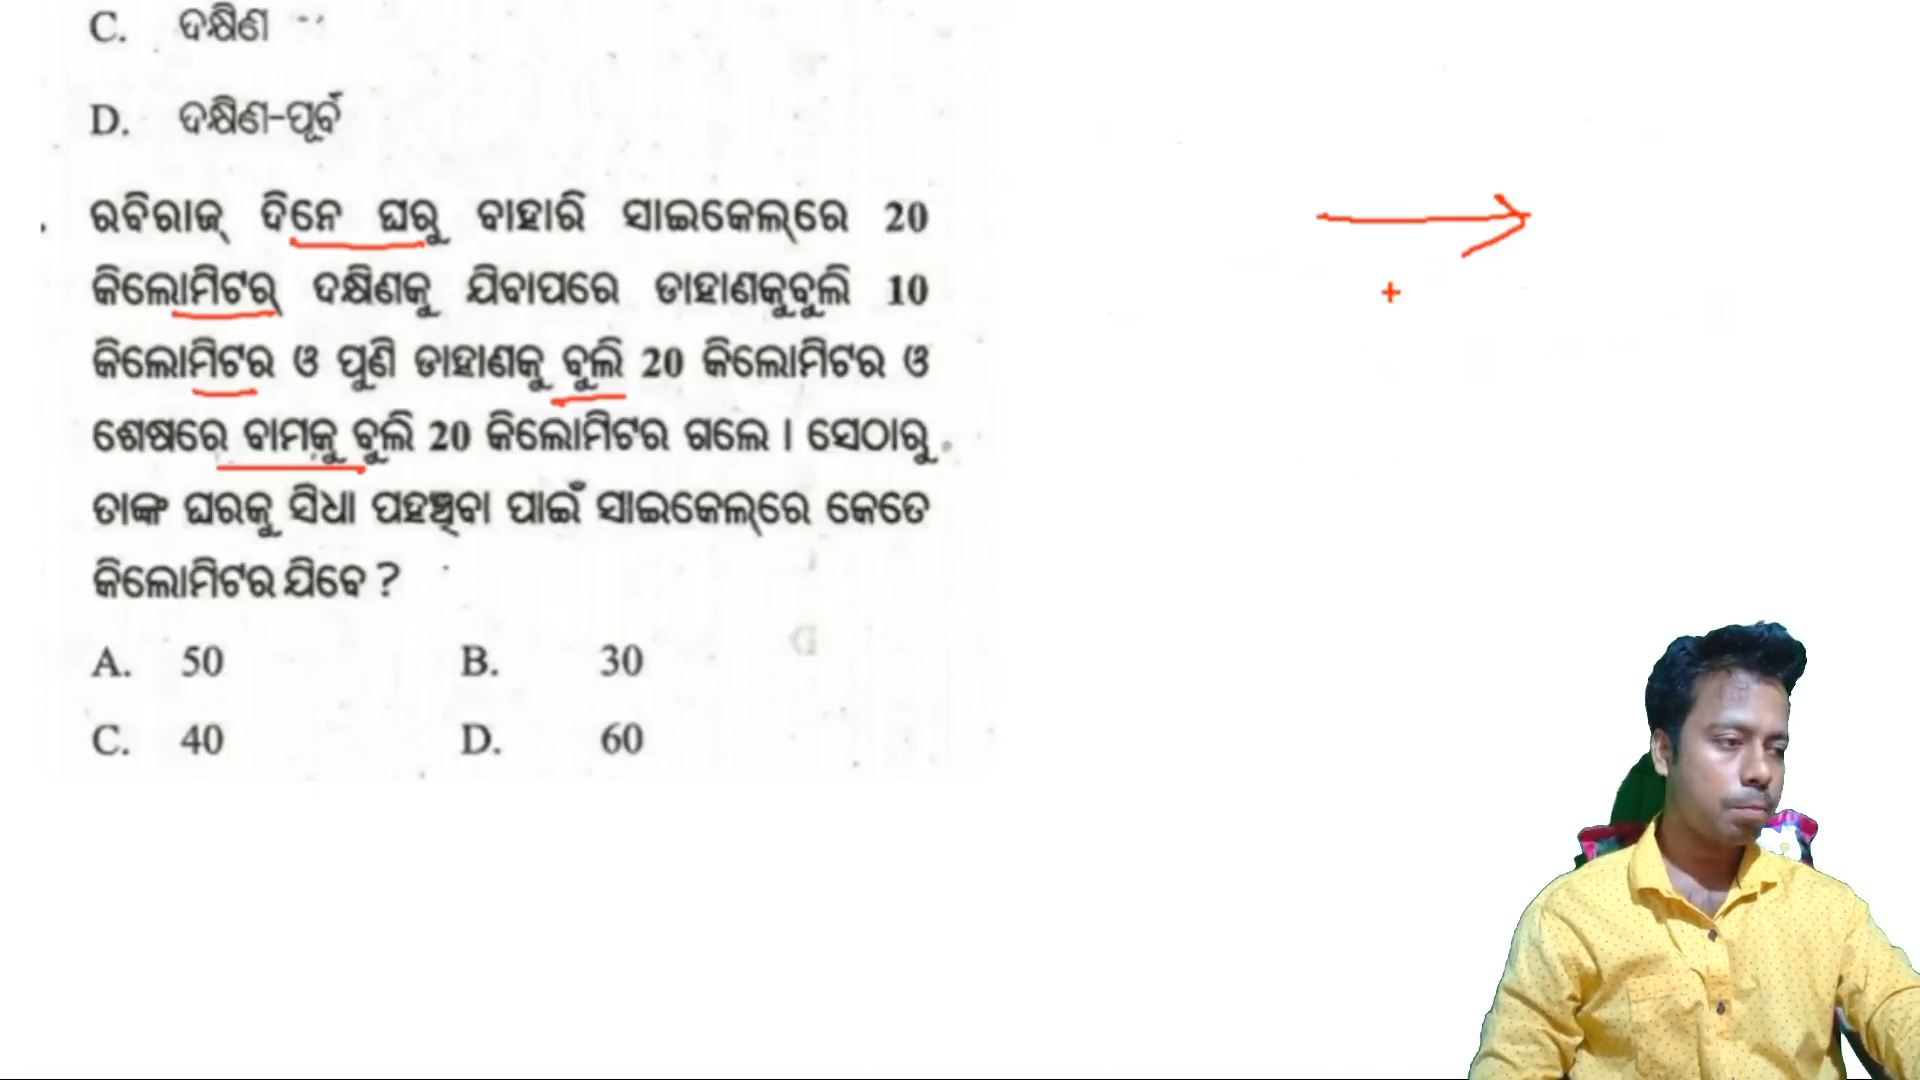 C. ଦକ୍ଷିଣ
D. ଦକ୍ଷିଣ-ପୂର୍ବ
ରବିରାଜ୍ ଦିନେ ଘରୁ ବାହାରି ସାଇକେଲ୍‌ରେ 20
କିଲୋମିଟର୍ ଦକ୍ଷିଣକୁ ଯିବାପରେ ଡାହାଣକୁବୁଲି 10
କିଲୋମିଟର ଓ ପୁଣି ଡାହାଣକୁ ବୁଲି 20 କିଲୋମିଟର ଓ
ଶେଷରେ ବାମକୁ ବୁଲି 20 କିଲୋମିଟର ଗଲେ । ସେଠାରୁ
ତାଙ୍କ ଘରକୁ ସିଧା ପହଞ୍ଚିବା ପାଇଁ ସାଇକେଲ୍‌ରେ କେତେ
କିଲୋମିଟର ଯିବେ ?
A. 50 B. 30
C. 40 D. 60